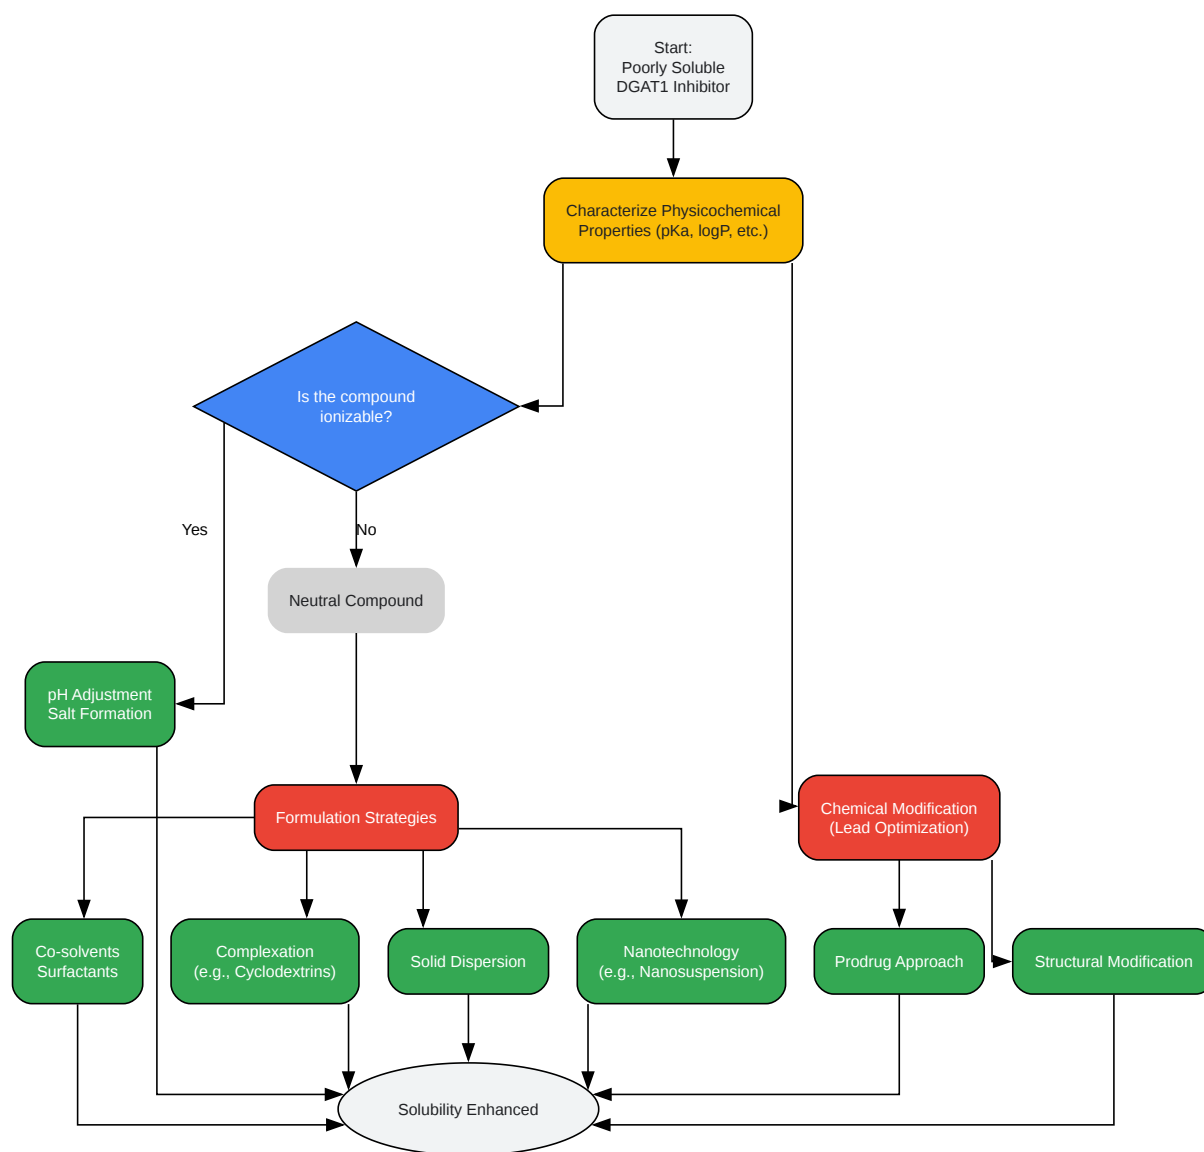 Start:
Poorly Soluble
DGAT1 Inhibitor
Characterize Physicochemical
Properties (pKa, logP, etc.)
Is the compound
ionizable?
Yes
No
Neutral Compound
pH Adjustment
Salt Formation
Formulation Strategies
Chemical Modification
(Lead Optimization)
Co-solvents
Surfactants
Complexation
(e.g., Cyclodextrins)
Solid Dispersion
Nanotechnology
(e.g., Nanosuspension)
Prodrug Approach
Structural Modification
Solubility Enhanced